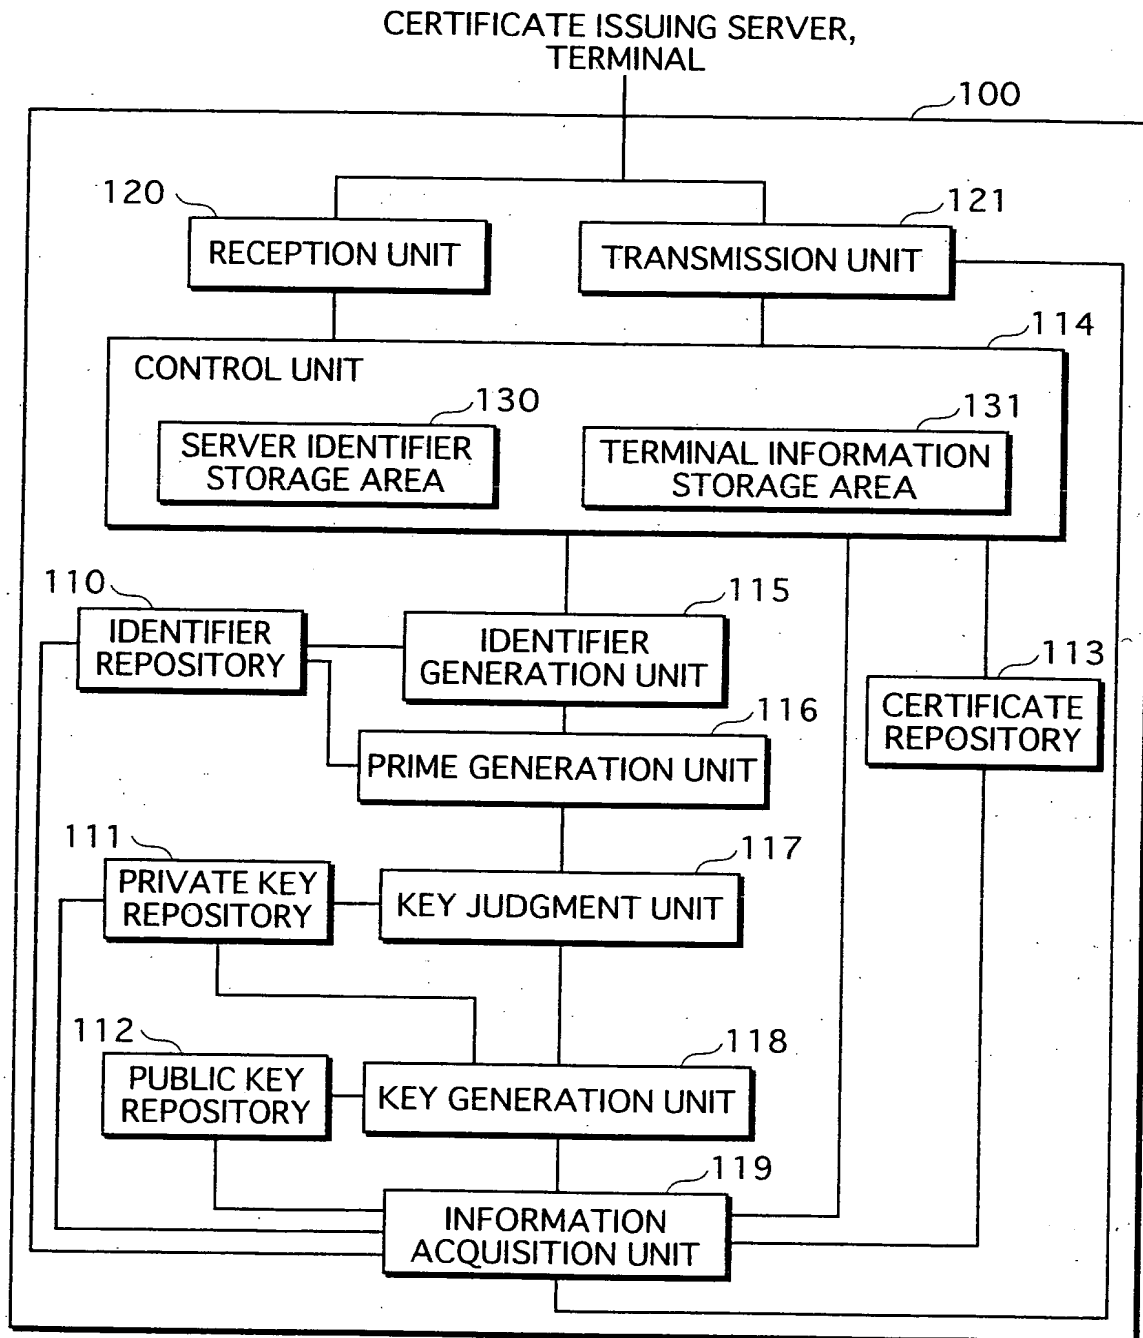 CERTIFICATE ISSUING SERVER,
TERMINAL
100
120
121
RECEPTION UNIT
TRANSMISSION UNIT
114
CONTROL UNIT
130
131
SERVER IDENTIFIER
STORAGE AREA
TERMINAL INFORMATION
STORAGE AREA
110
115
IDENTIFIER
REPOSITORY
IDENTIFIER
GENERATION UNIT
113
CERTIFICATE
REPOSITORY
116
PRIME GENERATION UNIT
111
117
PRIVATE KEY
REPOSITORY
KEY JUDGMENT UNIT
112
118
PUBLIC KEY
REPOSITORY
KEY GENERATION UNIT
119
INFORMATION
ACQUISITION UNIT